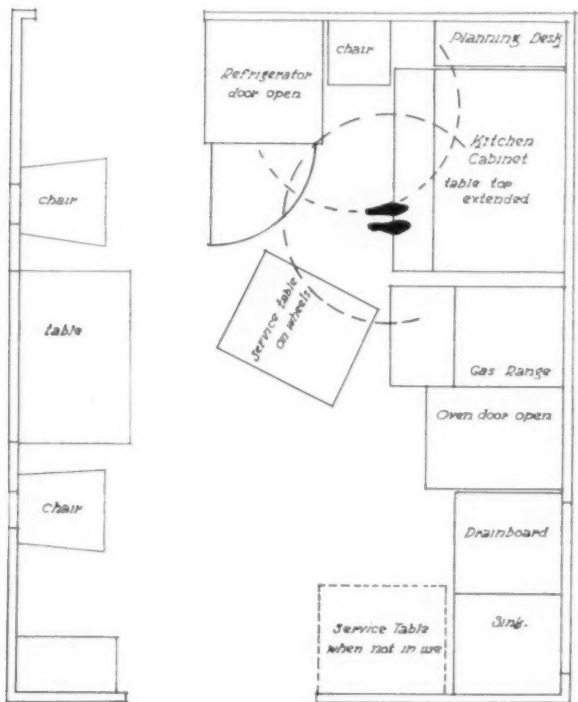 Planning Desk
chair
Refrigerator
door open
Kitchen
Cabinet
table top
extended
chair
service table
on wheels
table
Gas Range
Oven door open
chair
Drainboard
Service Table
when not in use
Sink.